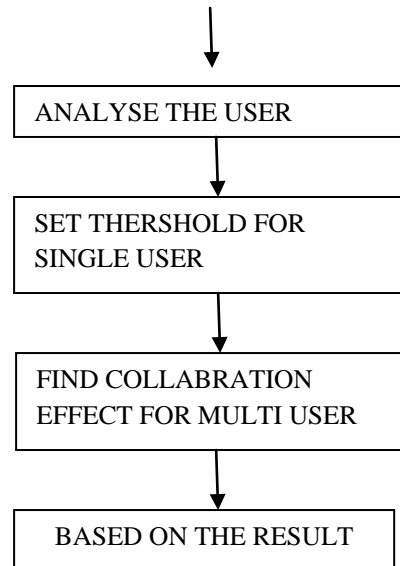 ANALYSE THE USER
SET THERSHOLD FOR
SINGLE USER
FIND COLLABRATION
EFFECT FOR MULTI USER
BASED ON THE RESULT